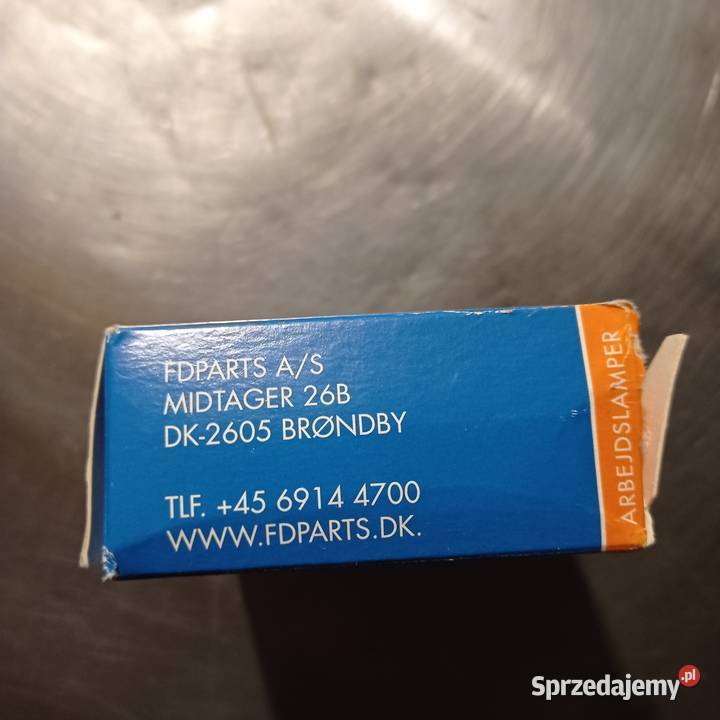 FDPARTS A/S
MIDTAGER 26B
DK-2605 BRØNDBY
TLF. +45 6914 4700
WWW.FDPARTS.DK.
ARBEJDSLAMPER
Sprzedajemy.pl